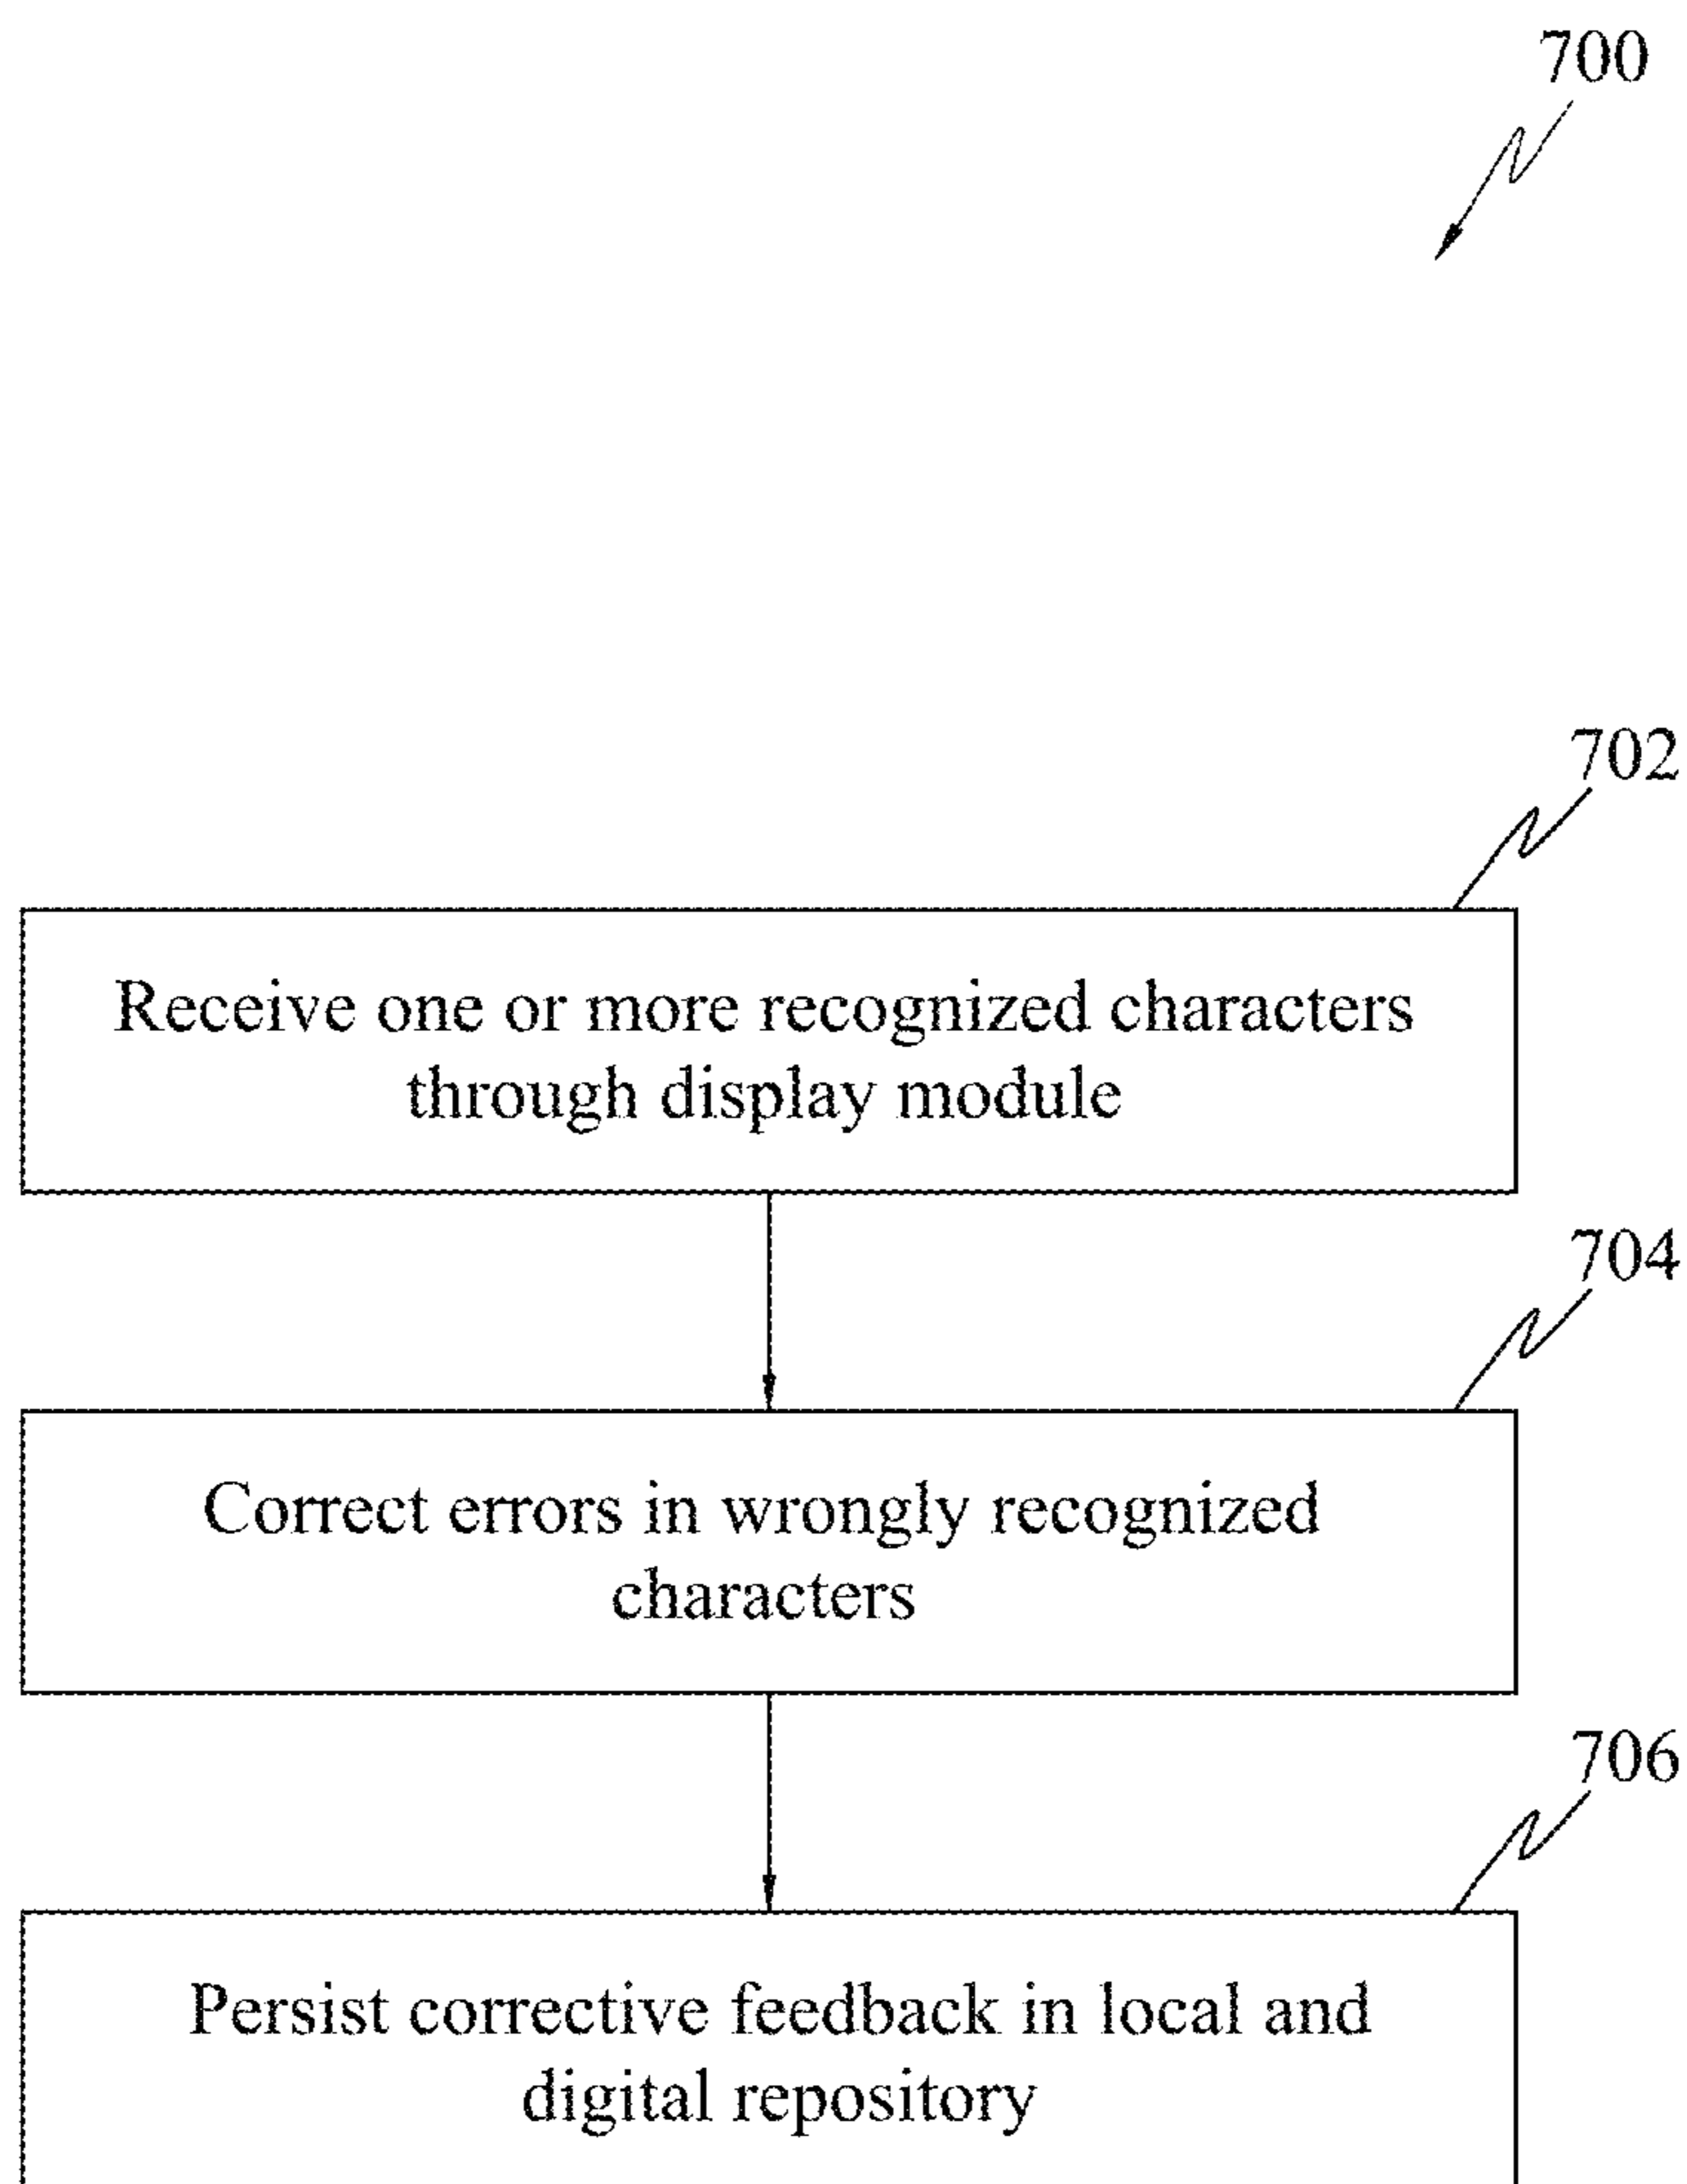 700
702
Receive one or more recognized characters
through display module
704
Correct errors in wrongly recognized
characters
706
Persist corrective feedback in local and
digital repository